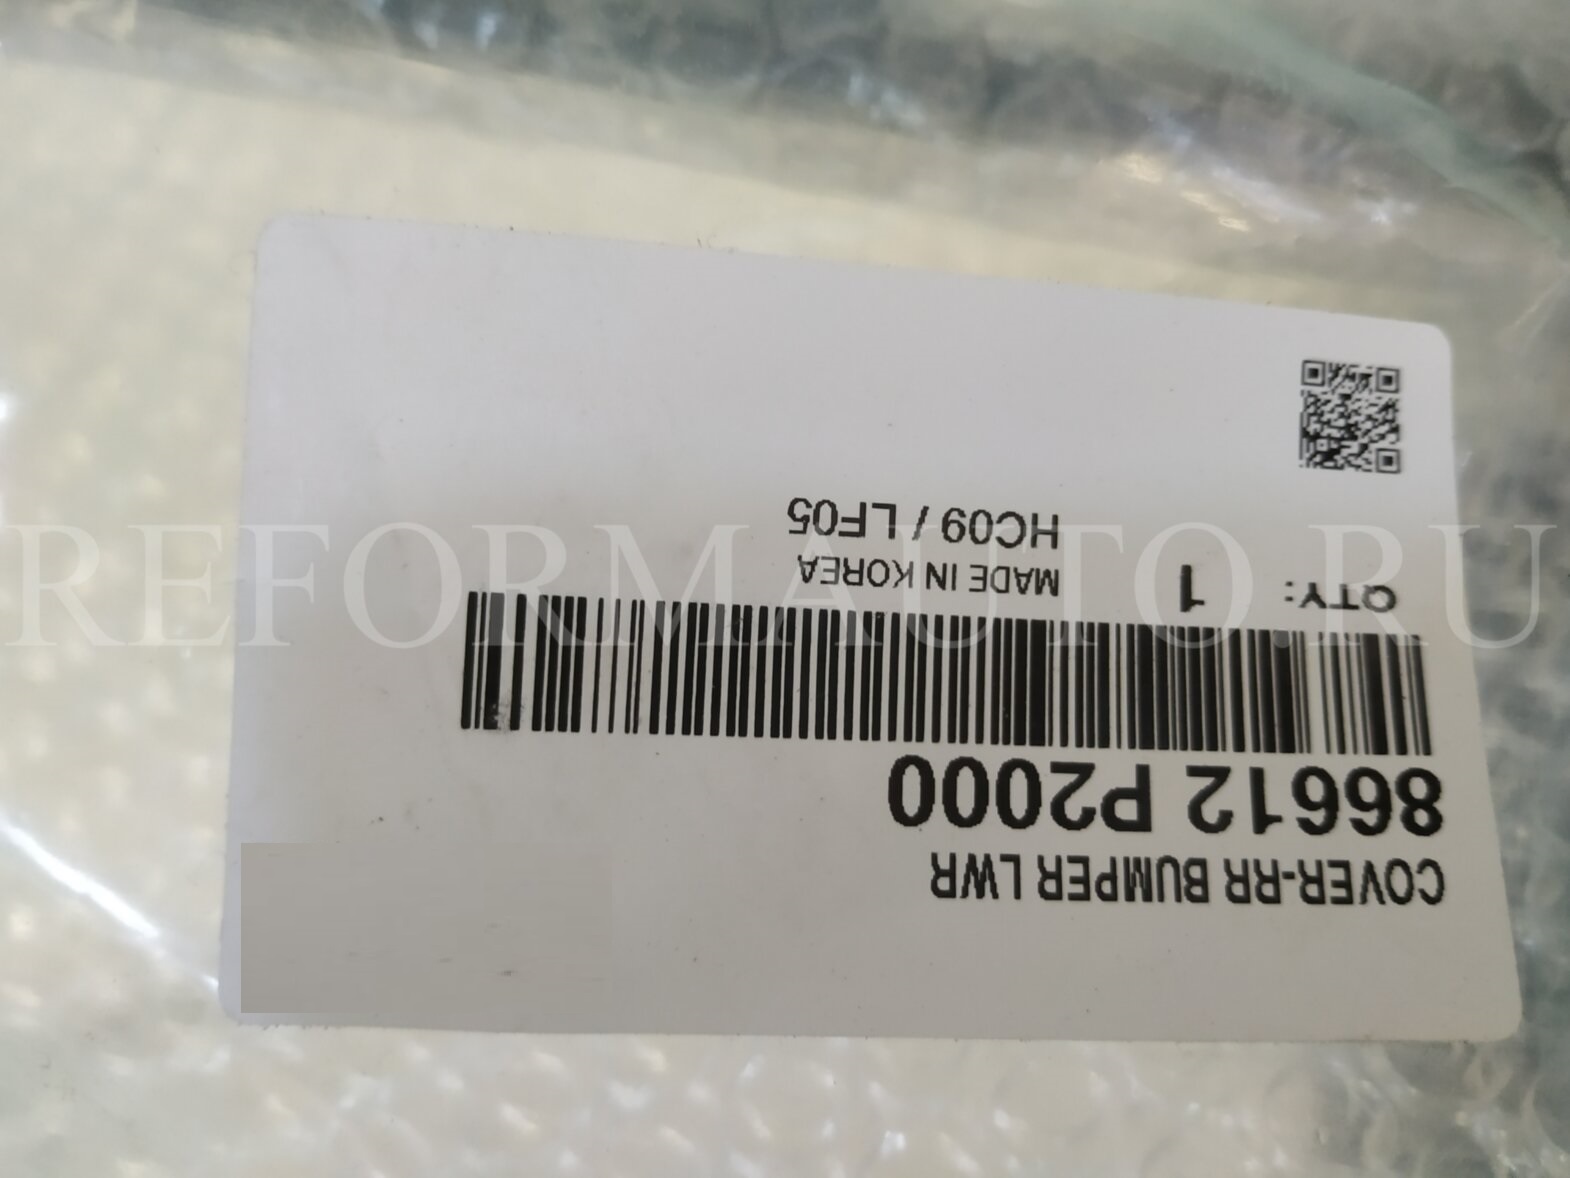 COVER-RR BUMPER LWR
86612 P2000
QTY: 1
MADE IN KOREA
HC09 / LF05
REFORMAUTO.RU